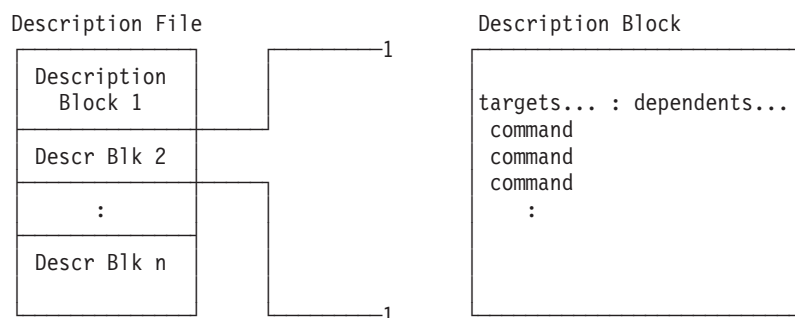 Description File
Description Block
1
Description
Block 1
targets... : dependents...
command
Descr Blk 2
command
command
:
:
Descr Blk n
1